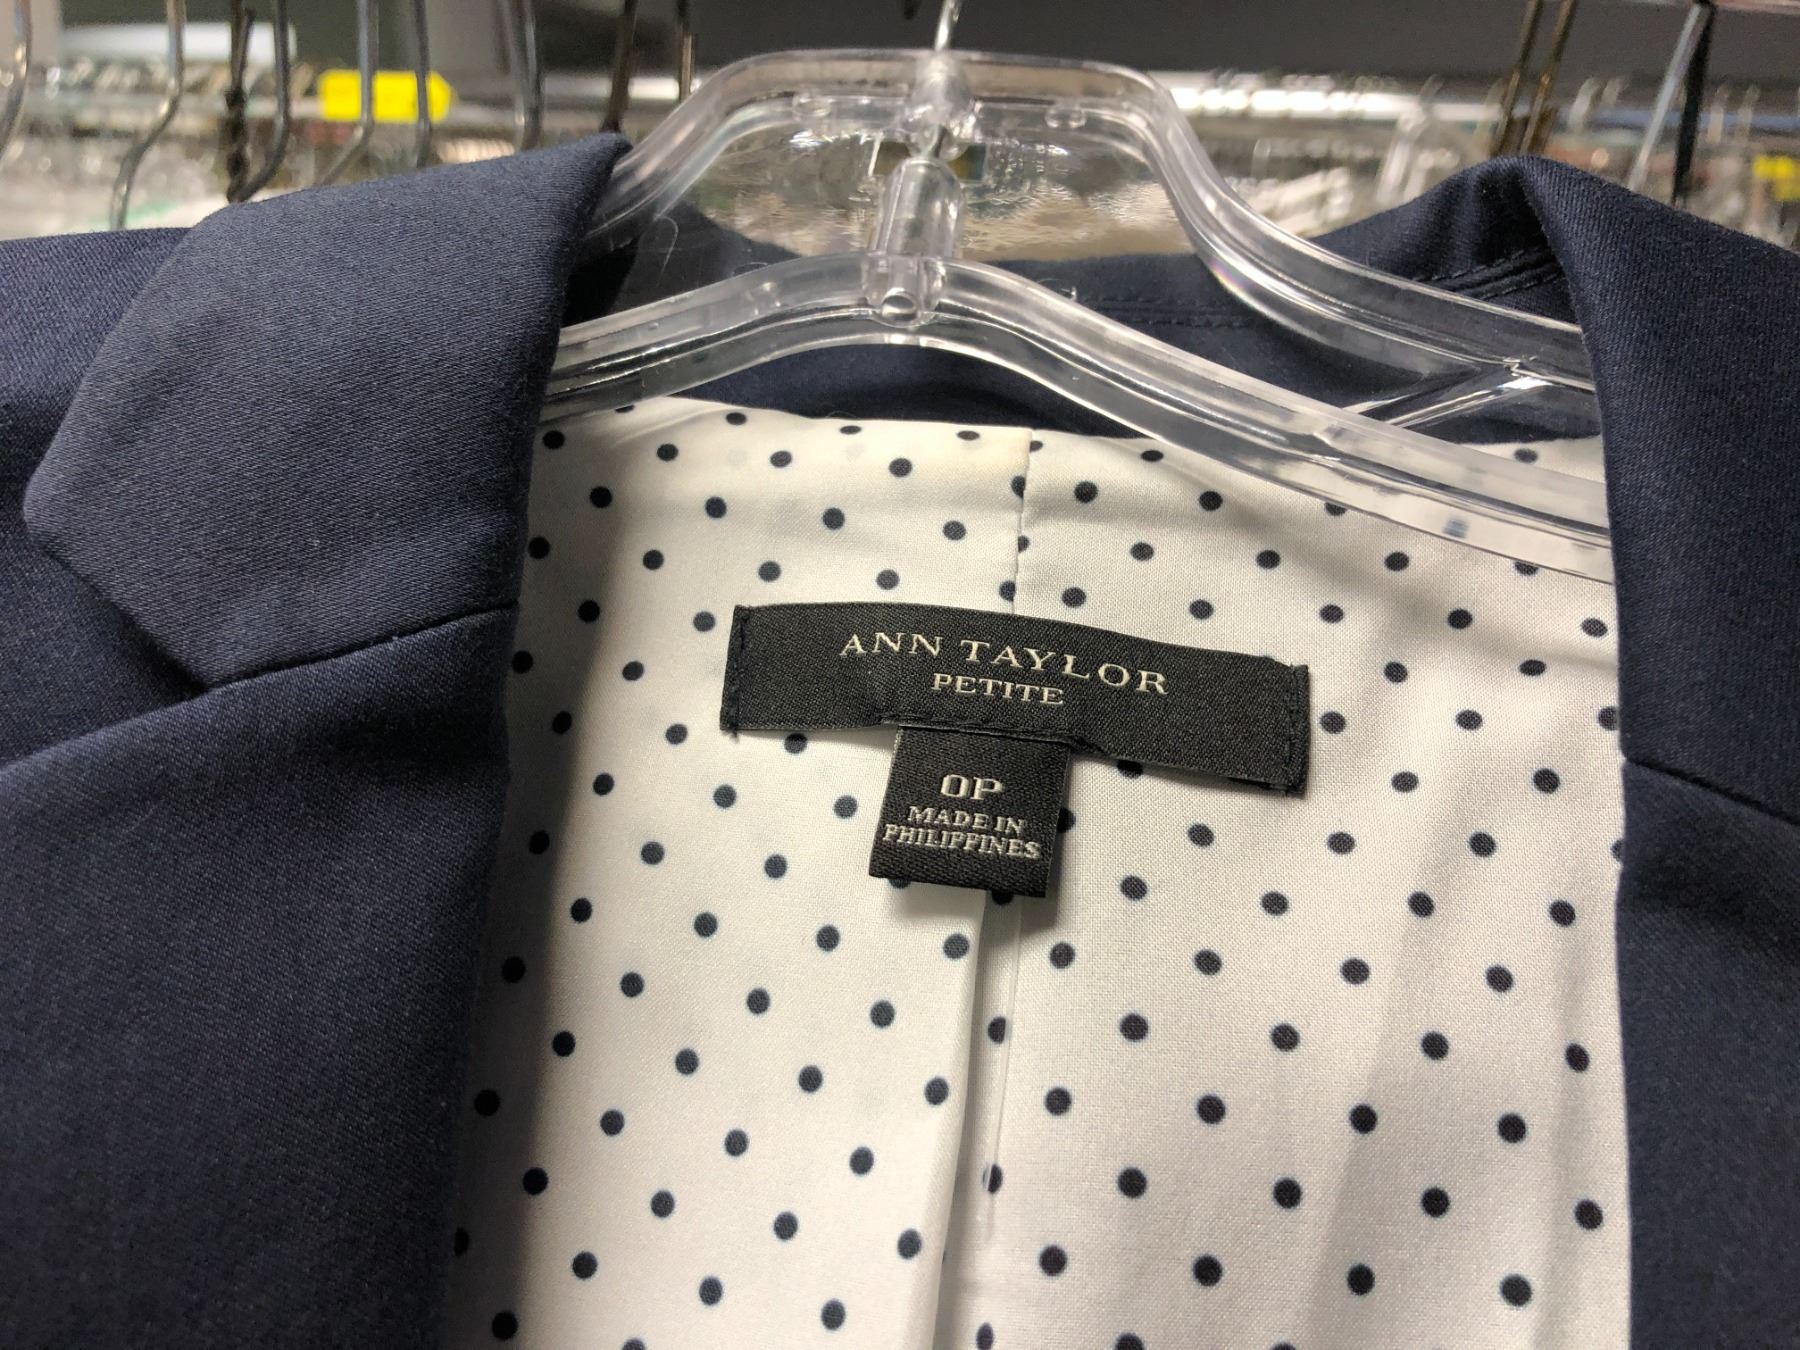 ANN TAYLOR
PETITE
0P
MADE IN
PHILIPPINES